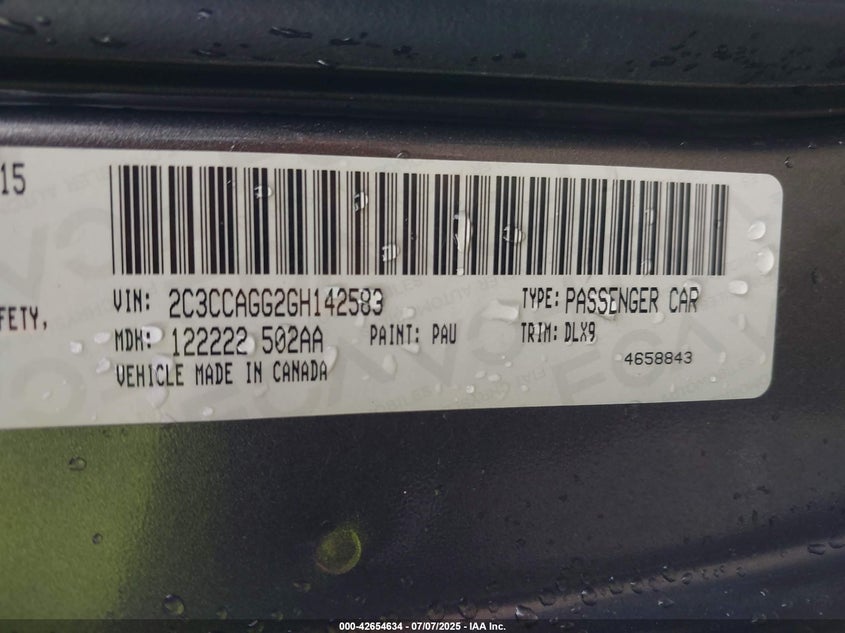 15
FETY,
VIN: 2C3CCAGG2GH142583 TYPE: PASSENGER CAR
MDH: 122222 502AA PAINT: PAU TRIM: DLX9
VEHICLE MADE IN CANADA 4658843
000-42654634 - 07/07/2025 - IAA Inc.